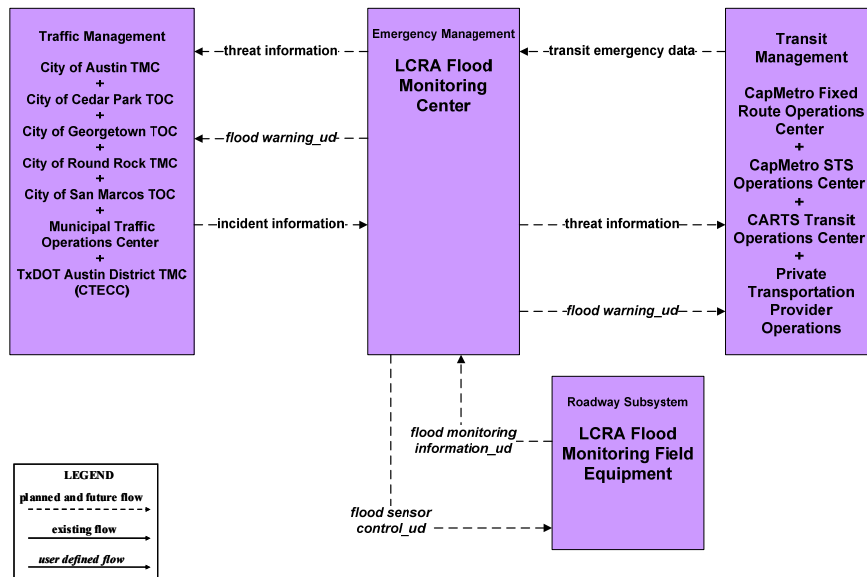 Traffic Management
City of Austin TMC
+
City of Cedar Park TOC
+
City of Georgetown TOC
+
City of Round Rock TMC
+
City of San Marcos TOC
+
Municipal Traffic
Operations Center
+
TxDOT Austin District TMC
(CTECC)
threat information
flood warning_ud
incident information
Emergency Management
LCRA Flood
Monitoring
Center
transit emergency data
threat information
flood warning_ud
Transit
Management
CapMetro Fixed
Route Operations
Center
+
CapMetro STS
Operations Center
+
CARTS Transit
Operations Center
+
Private
Transportation
Provider
Operations
flood monitoring
information_ud
flood sensor
control_ud
Roadway Subsystem
LCRA Flood
Monitoring Field
Equipment
LEGEND
planned and future flow
existing flow
user defined flow